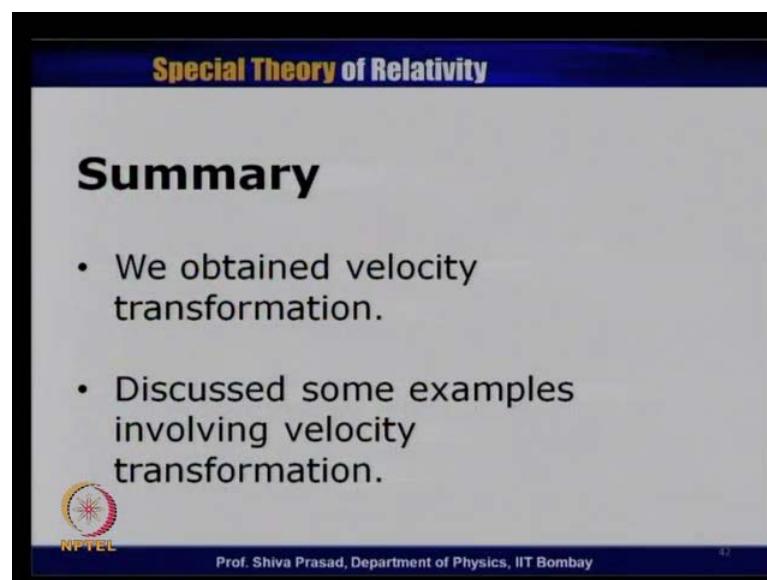 Special Theory of Relativity
Summary
• We obtained velocity
transformation.
• Discussed some examples
involving velocity
transformation.
NPTEL
Prof. Shiva Prasad, Department of Physics, IIT Bombay
42